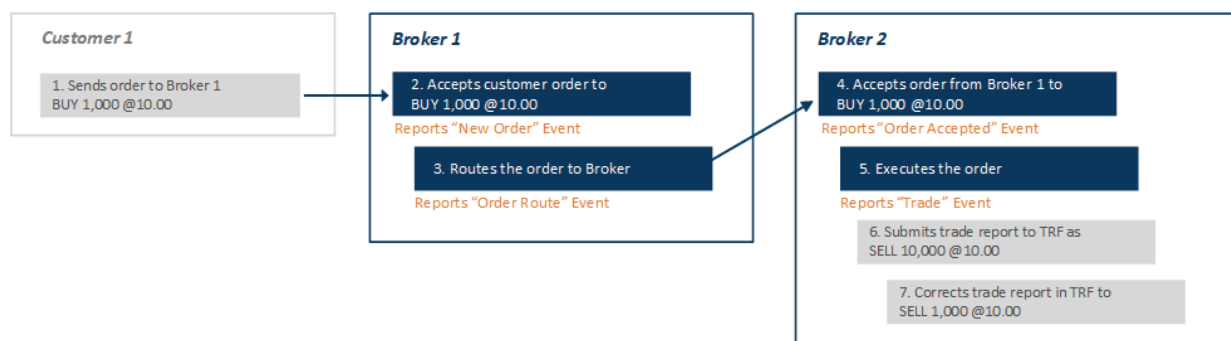 Customer 1
1. Sends order to Broker 1
BUY 1,000 @10.00
Broker 1
2. Accepts customer order to
BUY 1,000 @10.00
Reports “New Order” Event
3. Routes the order to Broker
Reports “Order Route” Event
Broker 2
4. Accepts order from Broker 1 to
BUY 1,000 @10.00
Reports “Order Accepted” Event
5. Executes the order
Reports “Trade” Event
6. Submits trade report to TRF as
SELL 10,000 @10.00
7. Corrects trade report in TRF to
SELL 1,000 @10.00